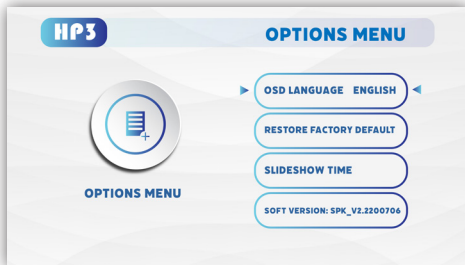 HP3
OPTIONS MENU
OSD LANGUAGE ENGLISH
RESTORE FACTORY DEFAULT
SLIDESHOW TIME
SOFT VERSION: SPK_V2.2200706
OPTIONS MENU